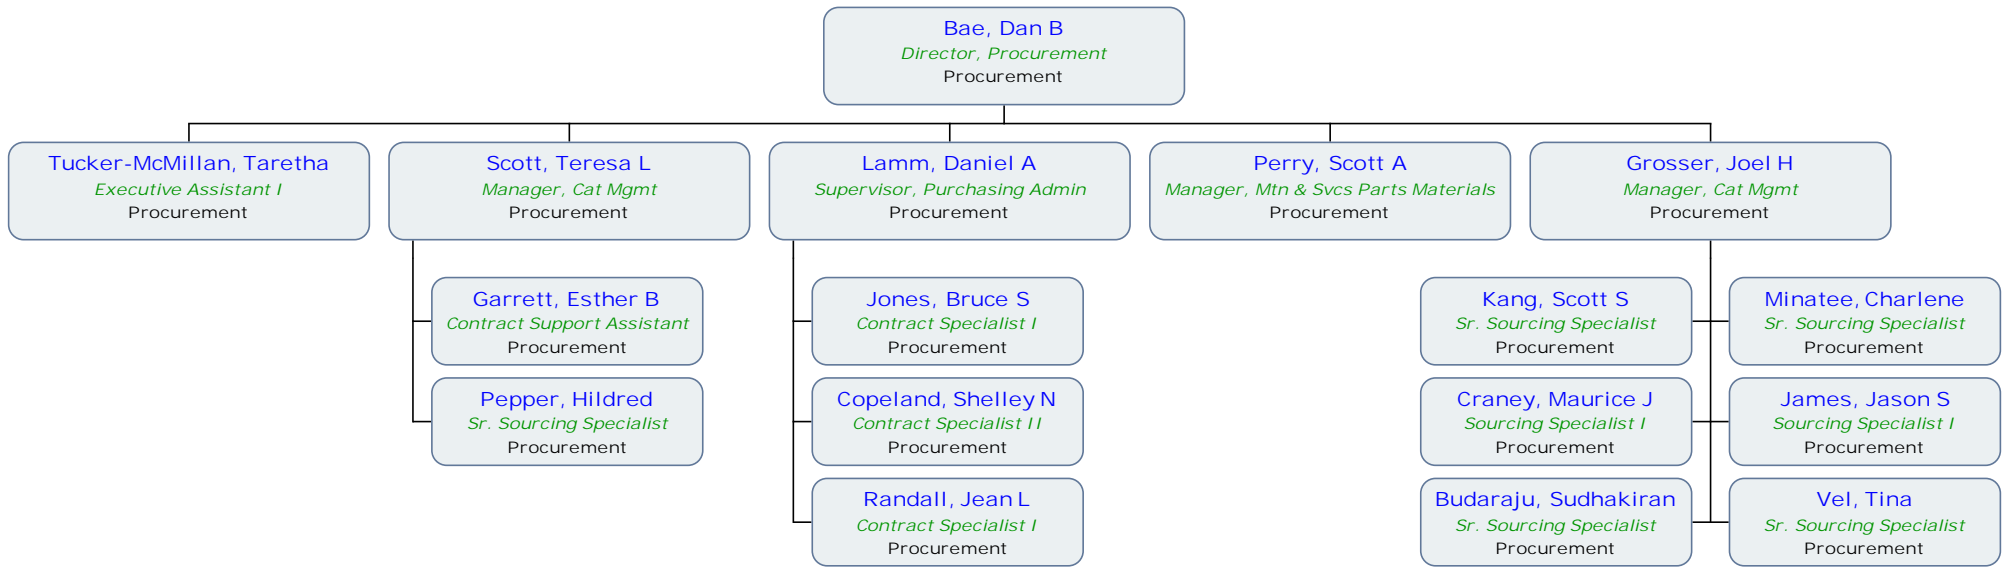 Bae, Dan B
Director, Procurement
Procurement
Tucker-McMillan, Taretha
Executive Assistant I
Procurement
Scott, Teresa L
Manager, Cat Mgmt
Procurement
Lamm, Daniel A
Supervisor, Purchasing Admin
Procurement
Perry, Scott A
Manager, Mtn & Svcs Parts Materials
Procurement
Grosser, Joel H
Manager, Cat Mgmt
Procurement
Garrett, Esther B
Contract Support Assistant
Procurement
Pepper, Hildred
Sr. Sourcing Specialist
Procurement
Jones, Bruce S
Contract Specialist I
Procurement
Copeland, Shelley N
Contract Specialist II
Procurement
Randall, Jean L
Contract Specialist I
Procurement
Kang, Scott S
Sr. Sourcing Specialist
Procurement
Minatee, Charlene
Sr. Sourcing Specialist
Procurement
Craney, Maurice J
Sourcing Specialist I
Procurement
James, Jason S
Sourcing Specialist I
Procurement
Budaraju, Sudhakiran
Sr. Sourcing Specialist
Procurement
Vel, Tina
Sr. Sourcing Specialist
Procurement